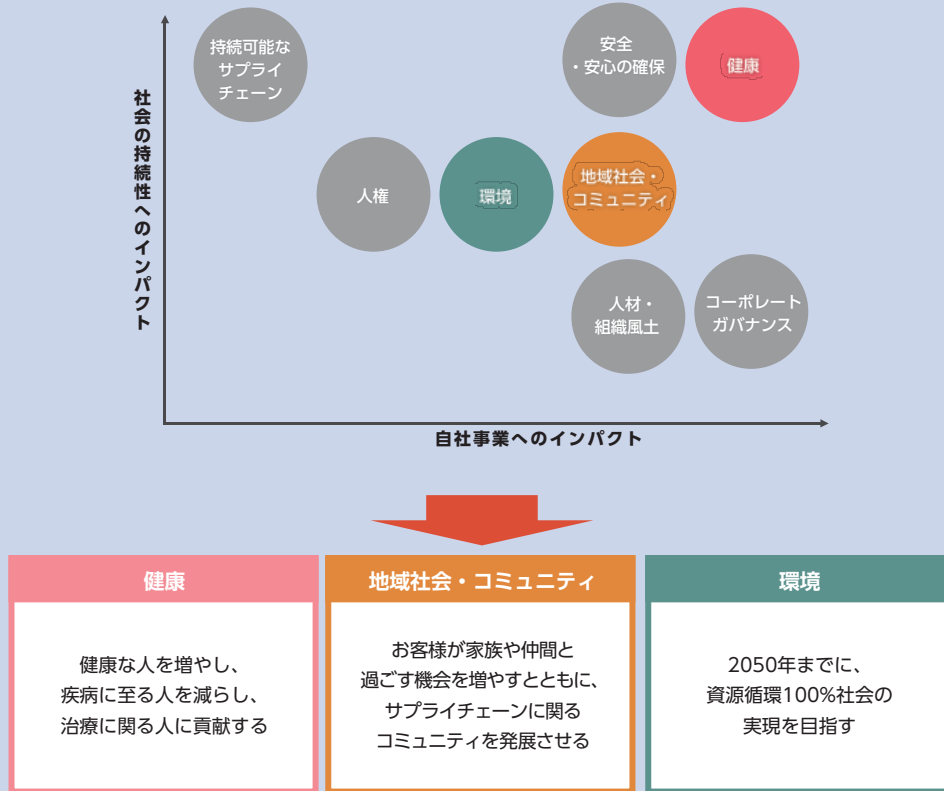 持続可能な
サプライ
チェーン
安全
・安心の確保
健康
社会の持続性へのインパクト
人権
環境
地域社会・
コミュニティ
人材・
組織風土
コーポレート
ガバナンス
自社事業へのインパクト
健康
健康な人を増やし、
疾病に至る人を減らし、
治療に関る人に貢献する
地域社会・コミュニティ
お客様が家族や仲間と
過ごす機会を増やすとともに、
サプライチェーンに関る
コミュニティを発展させる
環境
2050年までに、
資源循環100%社会の
実現を目指す